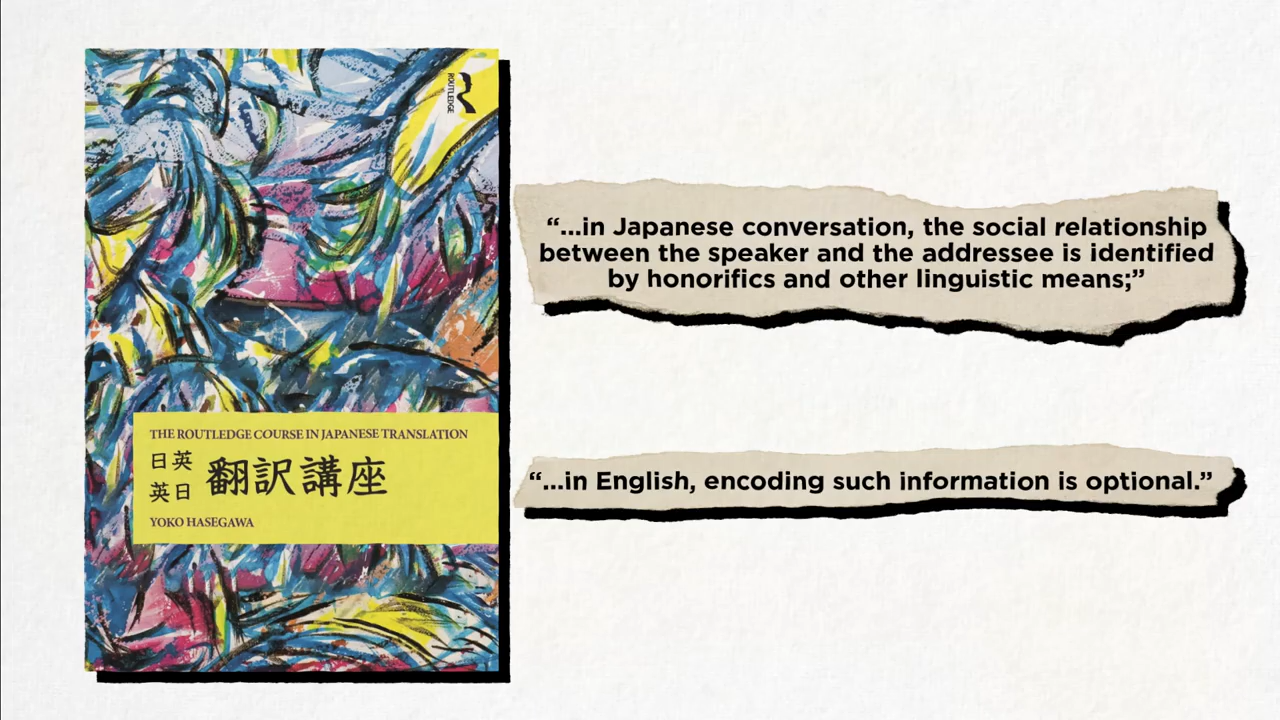 ROUTLEDGE
THE ROUTLEDGE COURSE IN JAPANESE TRANSLATION
日英
英日
翻訳講座
YOKO HASEGAWA
“...in Japanese conversation, the social relationship
between the speaker and the addressee is identified
by honorifics and other linguistic means;”
“...in English, encoding such information is optional.”